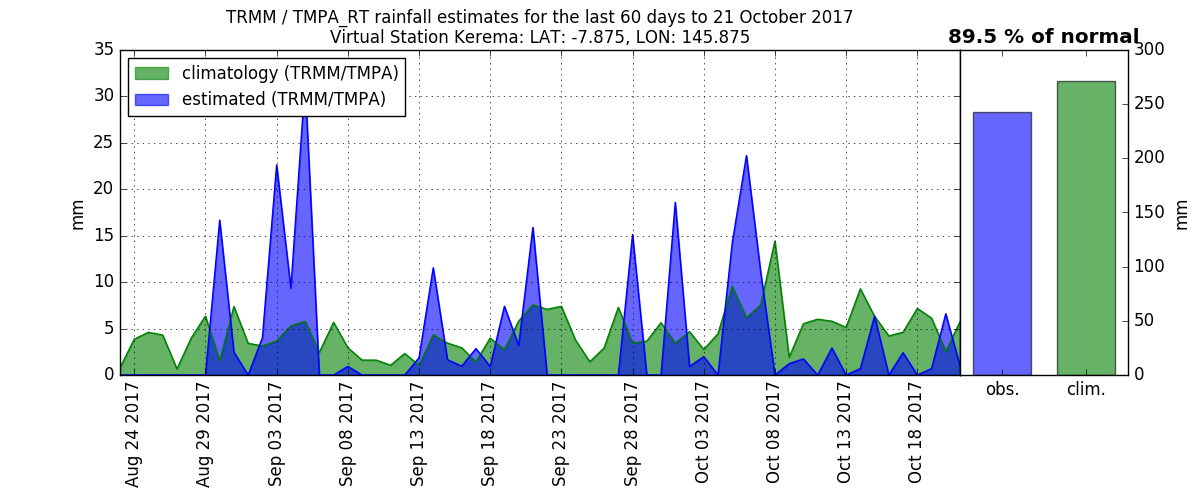 TRMM / TMPA_RT rainfall estimates for the last 60 days to 21 October 2017
Virtual Station Kerema: LAT: -7.875, LON: 145.875
89.5 % of normal
climatology (TRMM/TMPA)
estimated (TRMM/TMPA)
35
30
25
20
15
10
5
0
mm
Aug 24 2017
Aug 29 2017
Sep 03 2017
Sep 08 2017
Sep 13 2017
Sep 18 2017
Sep 23 2017
Sep 28 2017
Oct 03 2017
Oct 08 2017
Oct 13 2017
Oct 18 2017
300
250
200
150
100
50
0
mm
obs.
clim.